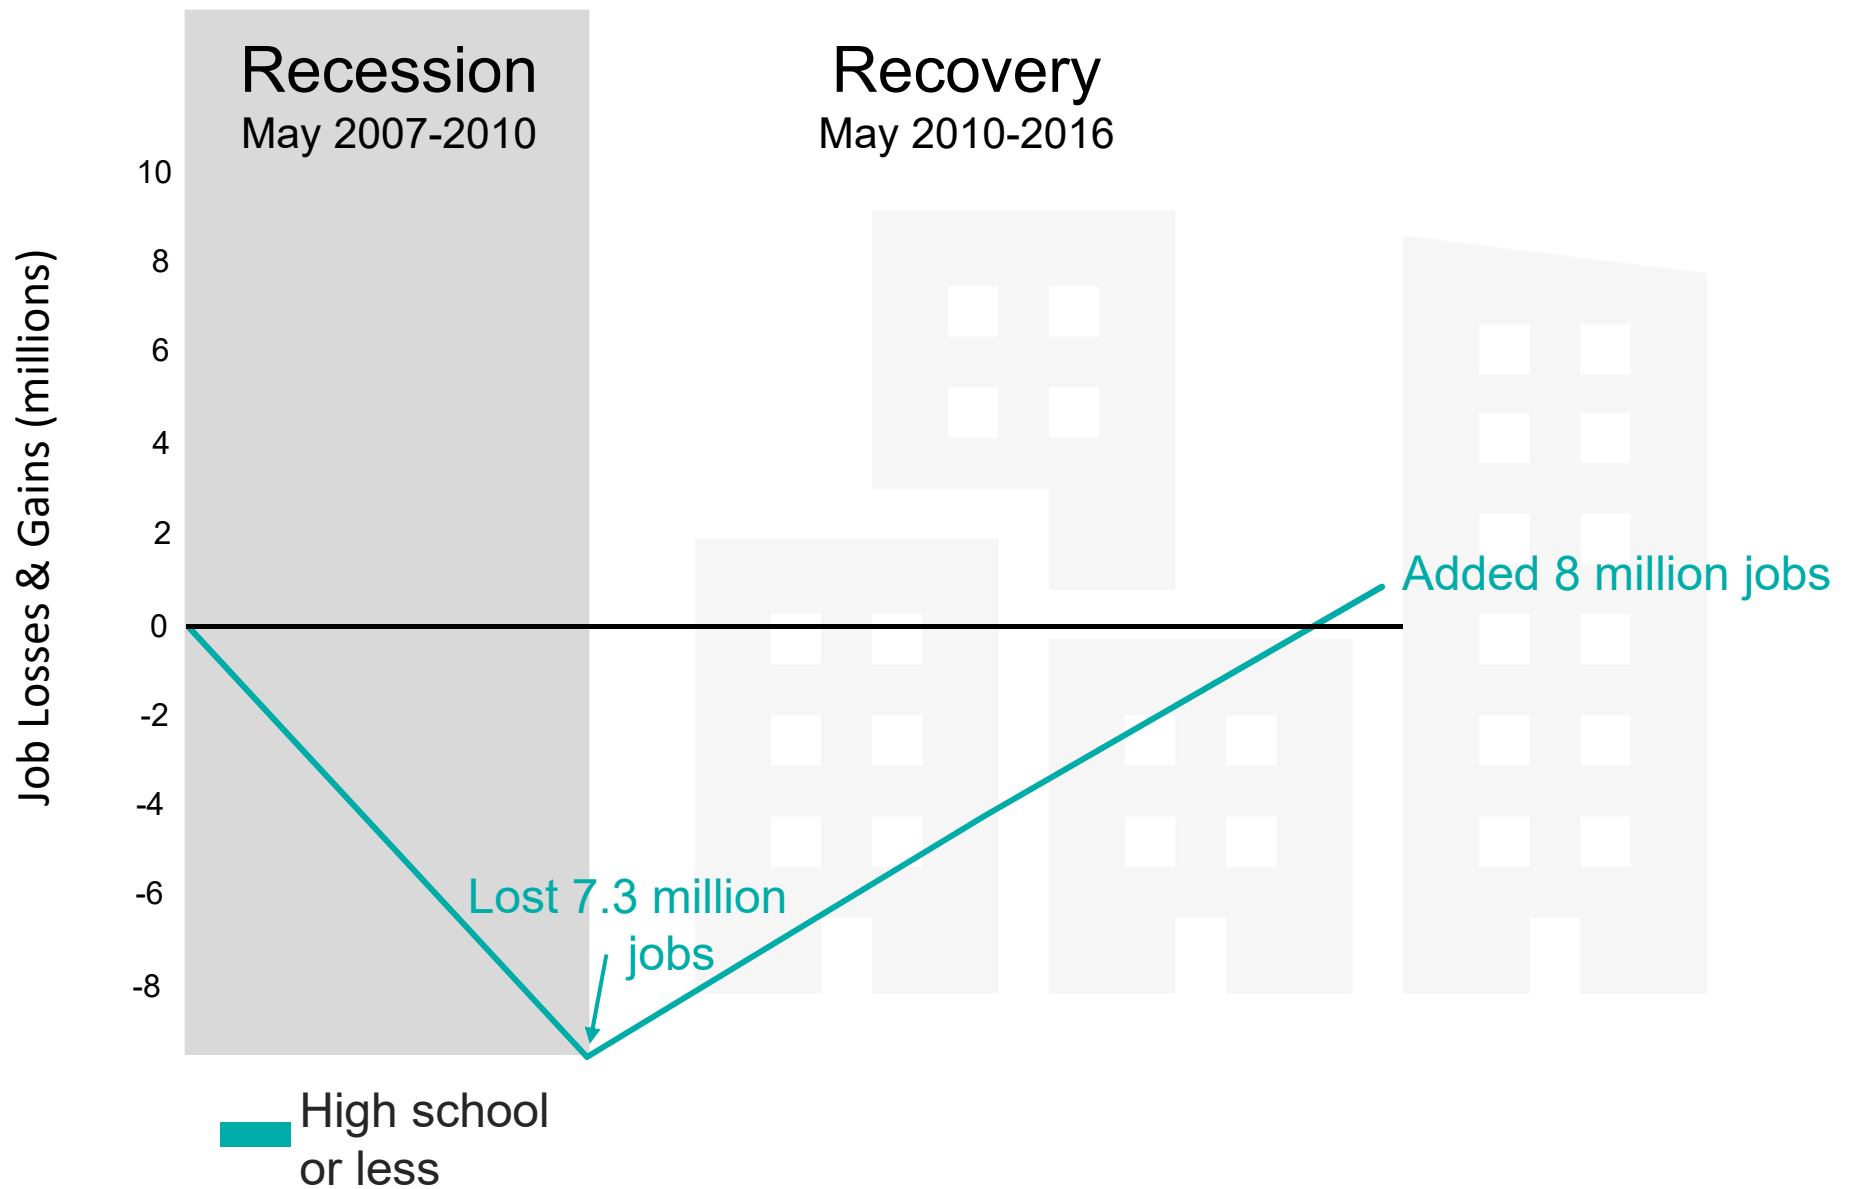 Recession
May 2007-2010
Recovery
May 2010-2016
Job Losses & Gains (millions)
10
8
6
4
2
0
-2
-4
-6
-8
Added 8 million jobs
Lost 7.3 million
jobs
High school
or less